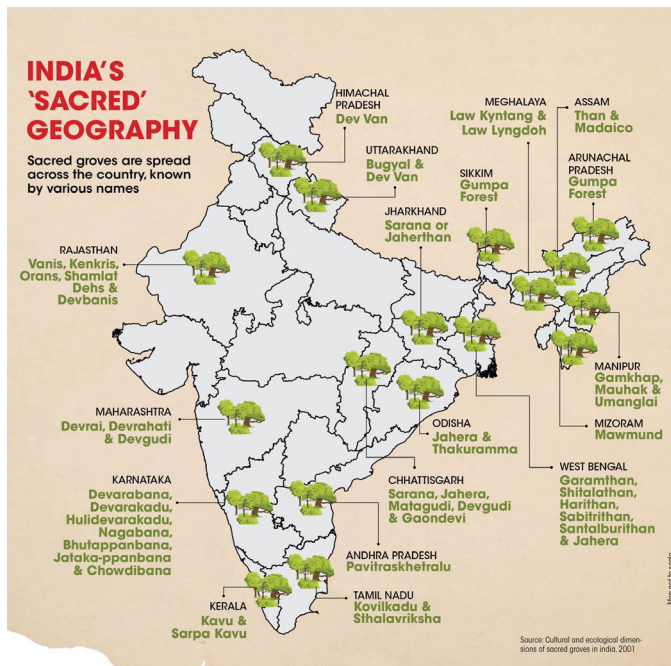 INDIA'S
'SACRED'
GEOGRAPHY
Sacred groves are spread
across the country, known
by various names
HIMACHAL
PRADESH
Dev Van
UTTARAKHAND
Bugyal &
Dev Van
JHARKHAND
Sarana or
Jaherthan
MEGHALAYA
Law Kyntang &
Law Lyngdoh
SIKKIM
Gumpa
Forest
ASSAM
Than &
Madaico
ARUNACHAL
PRADESH
Gumpa
Forest
RAJASTHAN
Vanis, Kenkris,
Orans, Shamlat
Dehs &
Devbanis
MAHARASHTRA
Devrai, Devrahati
& Devgudi
KARNATAKA
Devarabana,
Devarakadu,
Hulidevarakadu,
Nagabana,
Bhutappanbana,
Jataka-ppanbana
& Chowdibana
KERALA
Kavu &
Sarpa Kavu
TAMIL NADU
Kovilkadu &
Sthalavriksha
ANDHRA PRADESH
Pavitraskhetralu
CHHATTISGARH
Sarana, Jahera,
Matagudi, Devgudi
& Gaondevi
ODISHA
Jahera &
Thakuramma
MANIPUR
Gamkhap,
Mauhak &
Umanglai
MIZORAM
Mawmund
WEST BENGAL
Garamthan,
Shitalathan,
Harithan,
Sabitrithan,
Santalburithan
& Jahera
Map not to scale
Source: Cultural and ecological dimen-
sions of sacred groves in india, 2001